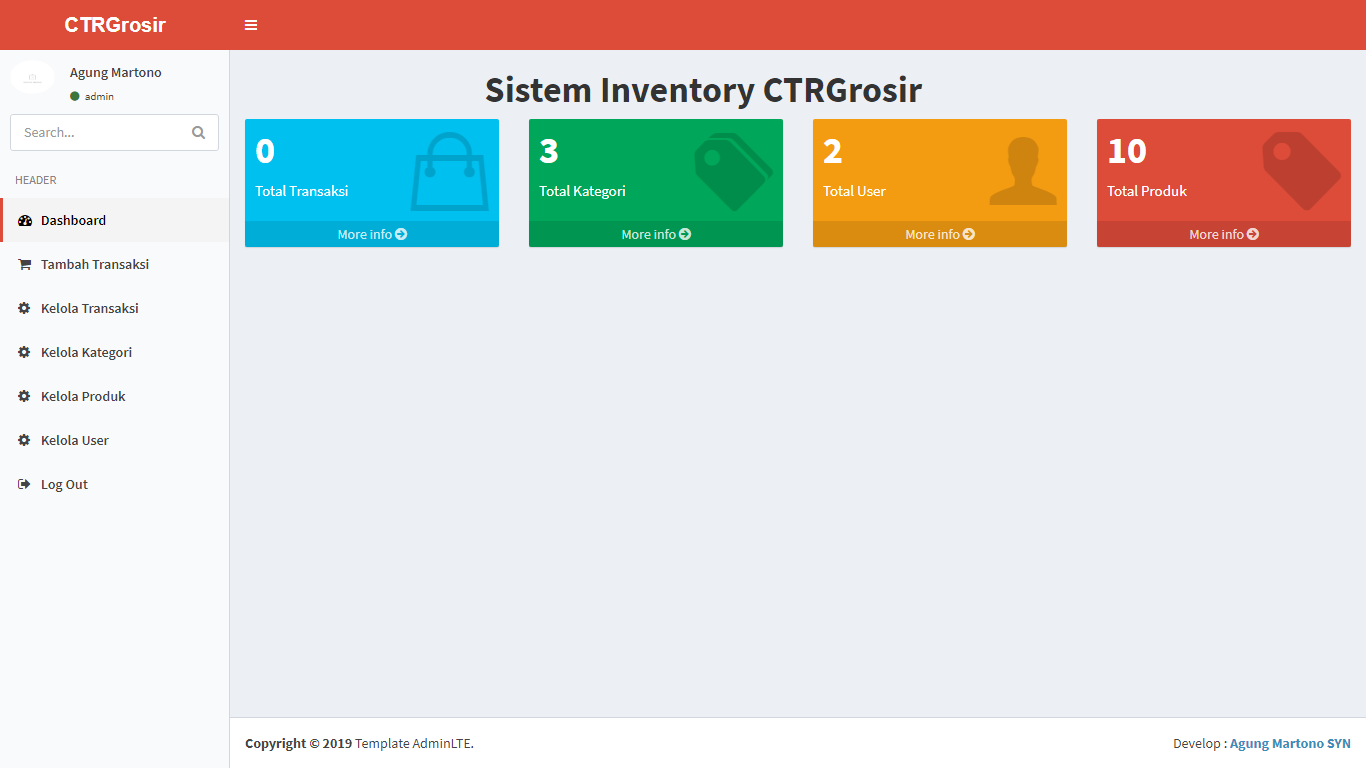 CTRGrosir
Agung Martono
admin
Search...
HEADER
Dashboard
Tambah Transaksi
Kelola Transaksi
Kelola Kategori
Kelola Produk
Kelola User
Log Out
Sistem Inventory CTRGrosir
0
Total Transaksi
More info
3
Total Kategori
More info
2
Total User
More info
10
Total Produk
More info
Copyright © 2019 Template AdminLTE.
Develop : Agung Martono SYN